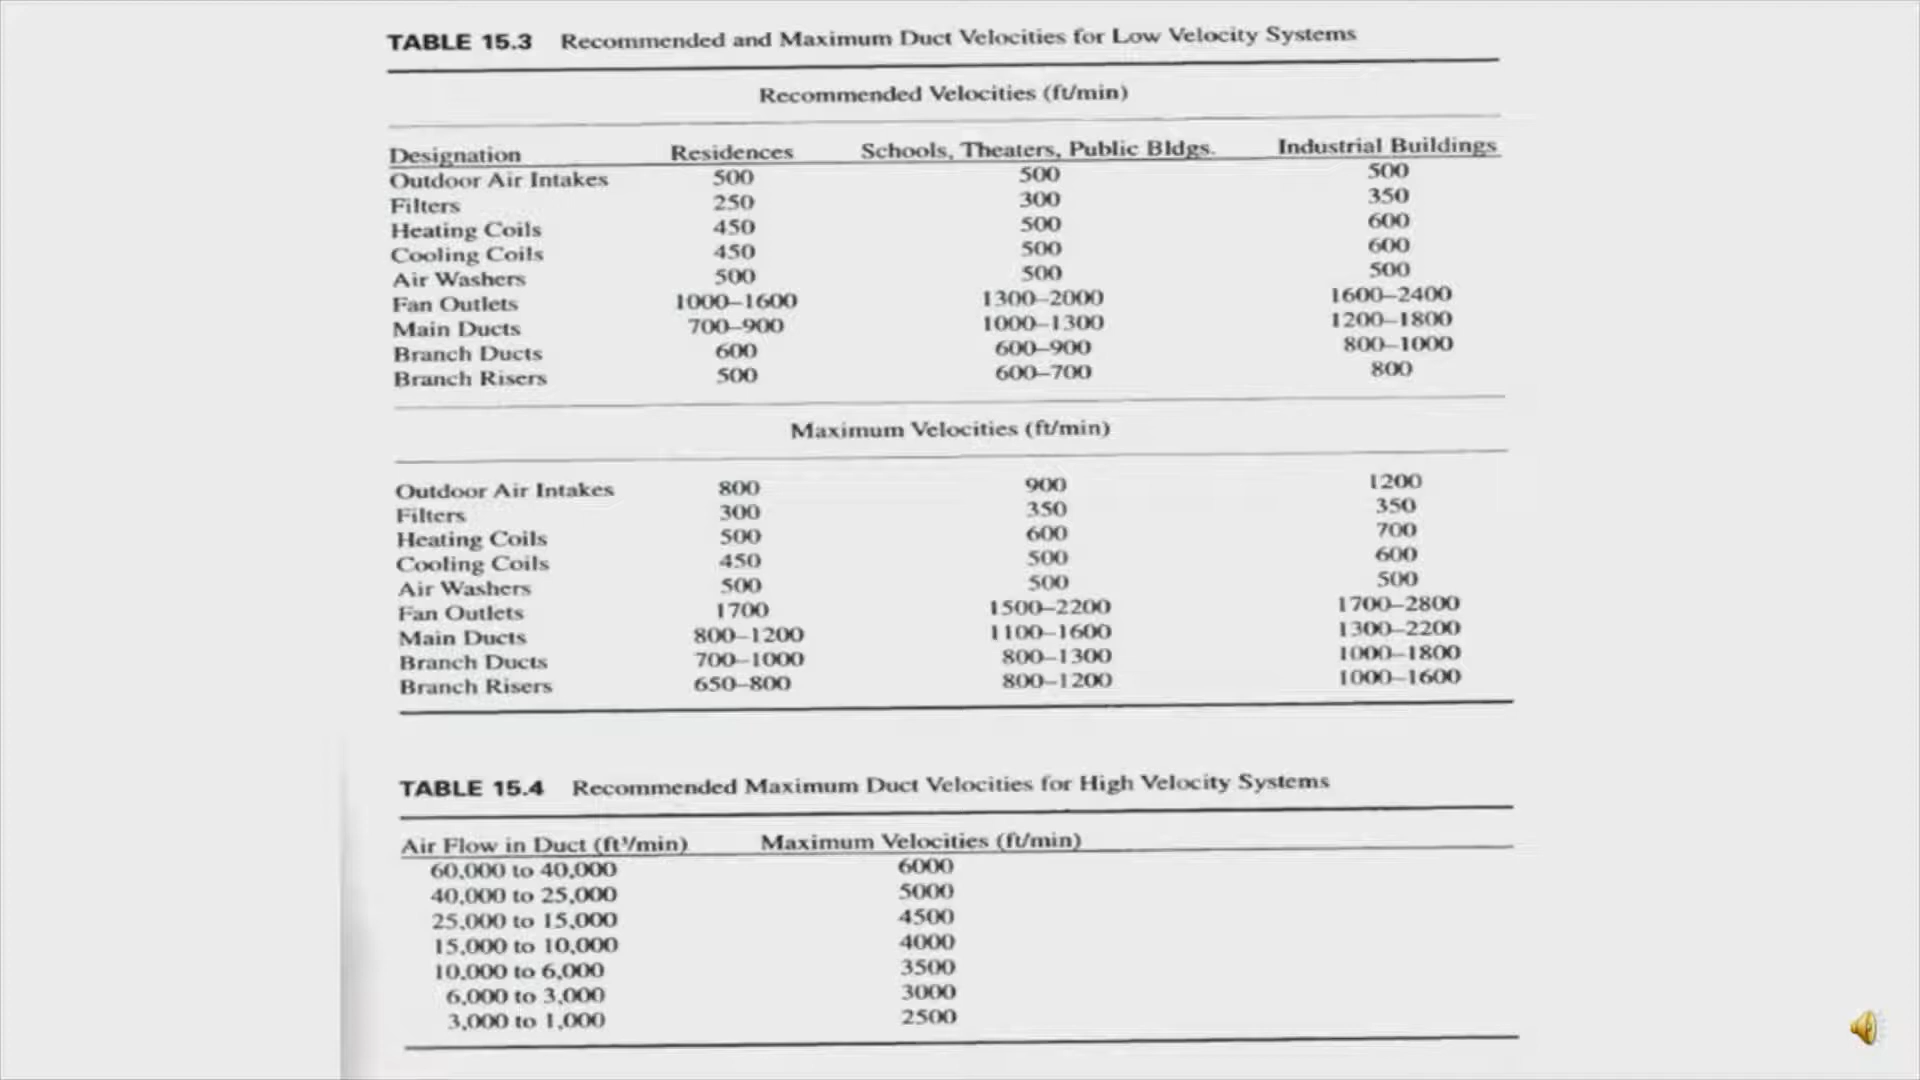 TABLE 15.3 Recommended and Maximum Duct Velocities for Low Velocity Systems
Recommended Velocities (ft/min)
Designation Residences Schools, Theaters, Public Bldgs. Industrial Buildings
Outdoor Air Intakes 500 500 500
Filters 250 300 350
Heating Coils 450 500 600
Cooling Coils 450 500 600
Air Washers 500 500 500
Fan Outlets 1000–1600 1300–2000 1600–2400
Main Ducts 700–900 1000–1300 1200–1800
Branch Ducts 600 600–900 800–1000
Branch Risers 500 600–700 800
Maximum Velocities (ft/min)
Outdoor Air Intakes 800 900 1200
Filters 300 350 350
Heating Coils 500 600 700
Cooling Coils 450 500 600
Air Washers 500 500 500
Fan Outlets 1700 1500–2200 1700–2800
Main Ducts 800–1200 1100–1600 1300–2200
Branch Ducts 700–1000 800–1300 1000–1800
Branch Risers 650–800 800–1200 1000–1600
TABLE 15.4 Recommended Maximum Duct Velocities for High Velocity Systems
Air Flow in Duct (ft³/min) Maximum Velocities (ft/min)
60,000 to 40,000 6000
40,000 to 25,000 5000
25,000 to 15,000 4500
15,000 to 10,000 4000
10,000 to 6,000 3500
6,000 to 3,000 3000
3,000 to 1,000 2500